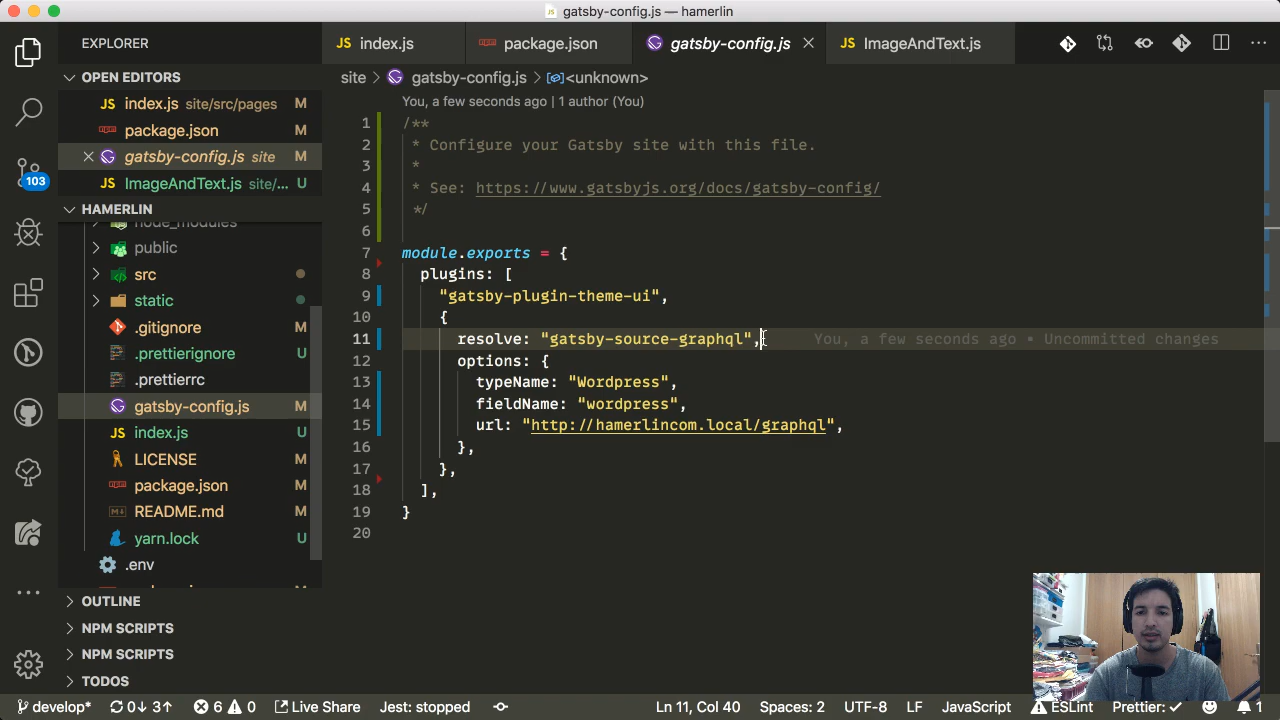 gatsby-config.js — hamerlin
EXPLORER
JS index.js
package.json
gatsby-config.js
JS ImageAndText.js
OPEN EDITORS
JS index.js site/src/pages M
package.json M
gatsby-config.js site M
JS ImageAndText.js site/... U
103
HAMERLIN
node_modules
public
src
static
.gitignore M
.prettierignore U
.prettierrc
gatsby-config.js M
JS index.js U
LICENSE M
package.json M
README.md M
yarn.lock U
.env
OUTLINE
NPM SCRIPTS
NPM SCRIPTS
TODOS
site > gatsby-config.js > <unknown>
You, a few seconds ago | 1 author (You)
1 /**
2 * Configure your Gatsby site with this file.
3 *
4 * See: https://www.gatsbyjs.org/docs/gatsby-config/
5 */
6
7 module.exports = {
8 plugins: [
9 "gatsby-plugin-theme-ui",
10 {
11 resolve: "gatsby-source-graphql", You, a few seconds ago • Uncommitted changes
12 options: {
13 typeName: "Wordpress",
14 fieldName: "wordpress",
15 url: "http://hamerlincom.local/graphql",
16 },
17 },
18 ],
19 }
20
develop* 0↓ 3↑ 6 0 Live Share Jest: stopped Ln 11, Col 40 Spaces: 2 UTF-8 LF JavaScript ESLint Prettier: ✓ 1